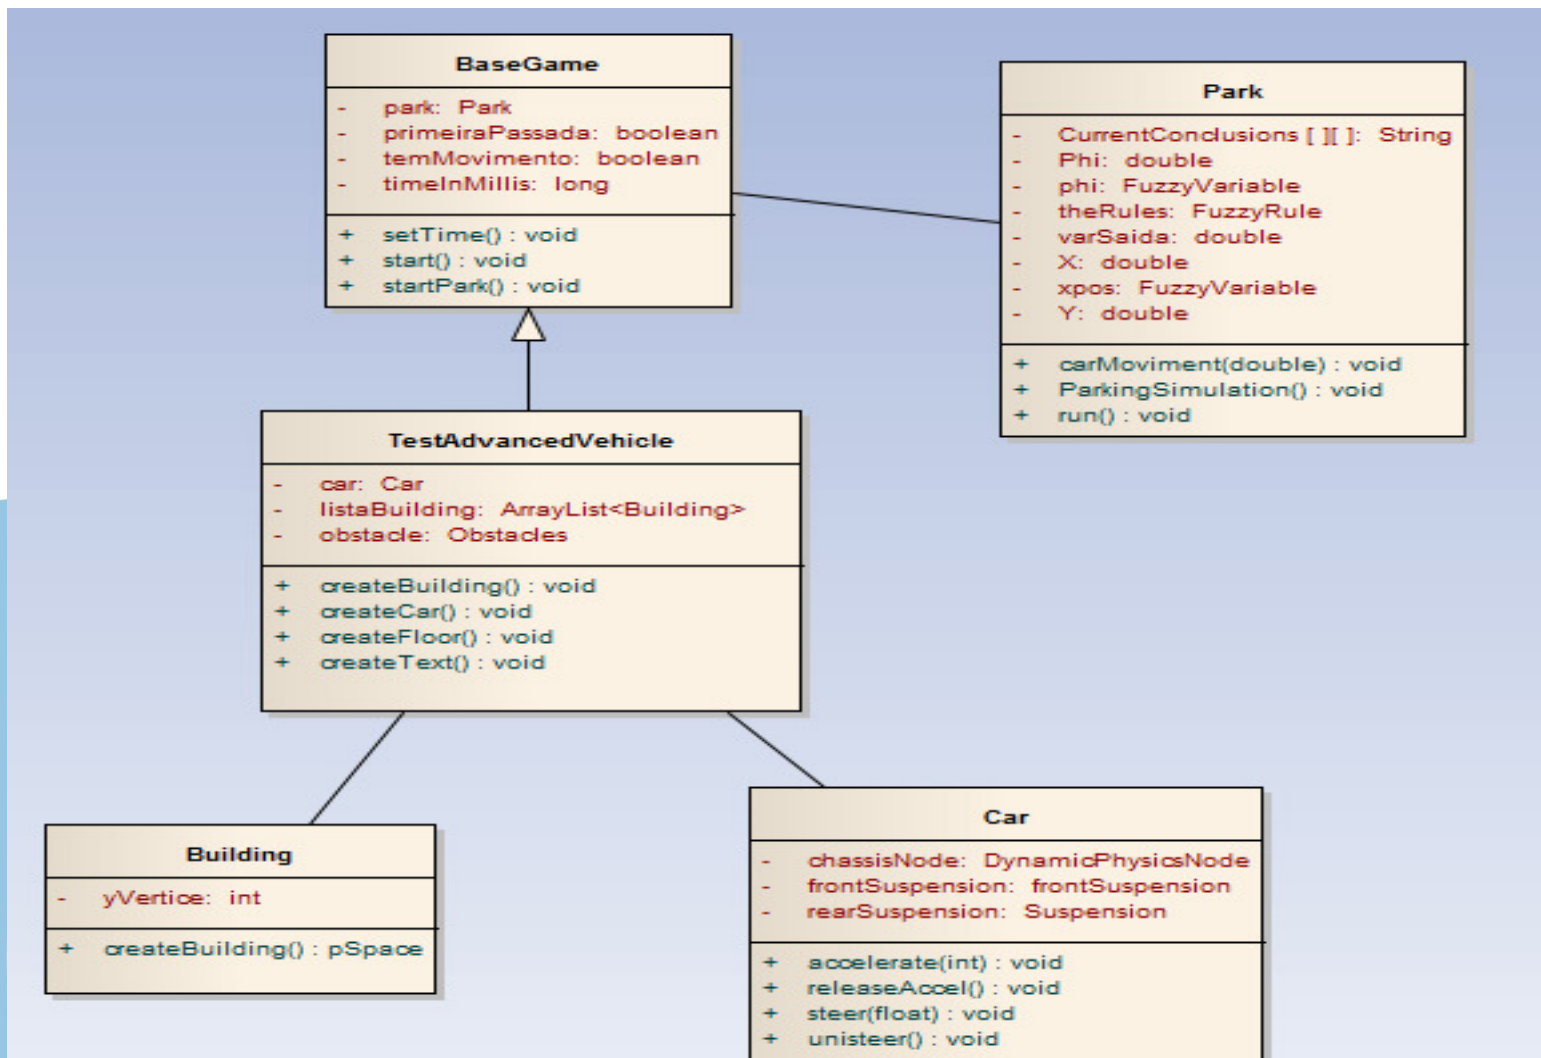 BaseGame
- park: Park
- primeiraPassada: boolean
- temMovimento: boolean
- timeInMillis: long
+ setTime() : void
+ start() : void
+ startPark() : void
Park
- CurrentConclusions [ ][ ]: String
- Phi: double
- phi: FuzzyVariable
- theRules: FuzzyRule
- varSaida: double
- X: double
- xpos: FuzzyVariable
- Y: double
+ carMoviment(double) : void
+ ParkingSimulation() : void
+ run() : void
TestAdvancedVehicle
- car: Car
- listaBuilding: ArrayList<Building>
- obstacle: Obstacles
+ createBuilding() : void
+ createCar() : void
+ createFloor() : void
+ createText() : void
Building
- yVertice: int
+ createBuilding() : pSpace
Car
- chassisNode: DynamicPhysicsNode
- frontSuspension: frontSuspension
- rearSuspension: Suspension
+ accelerate(int) : void
+ releaseAccel() : void
+ steer(float) : void
+ unisteer() : void